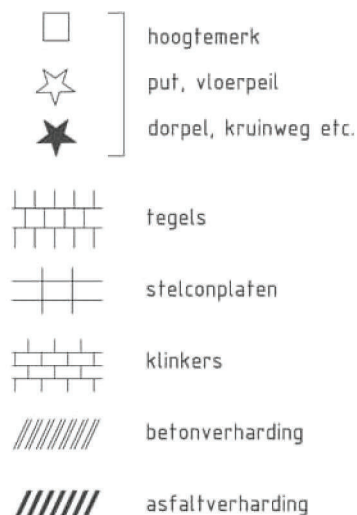 hoogtemerk
put, vloerpeil
dorpel, kruinweg etc.
tegels
stelconplaten
klinkers
betonverharding
asfaltverharding